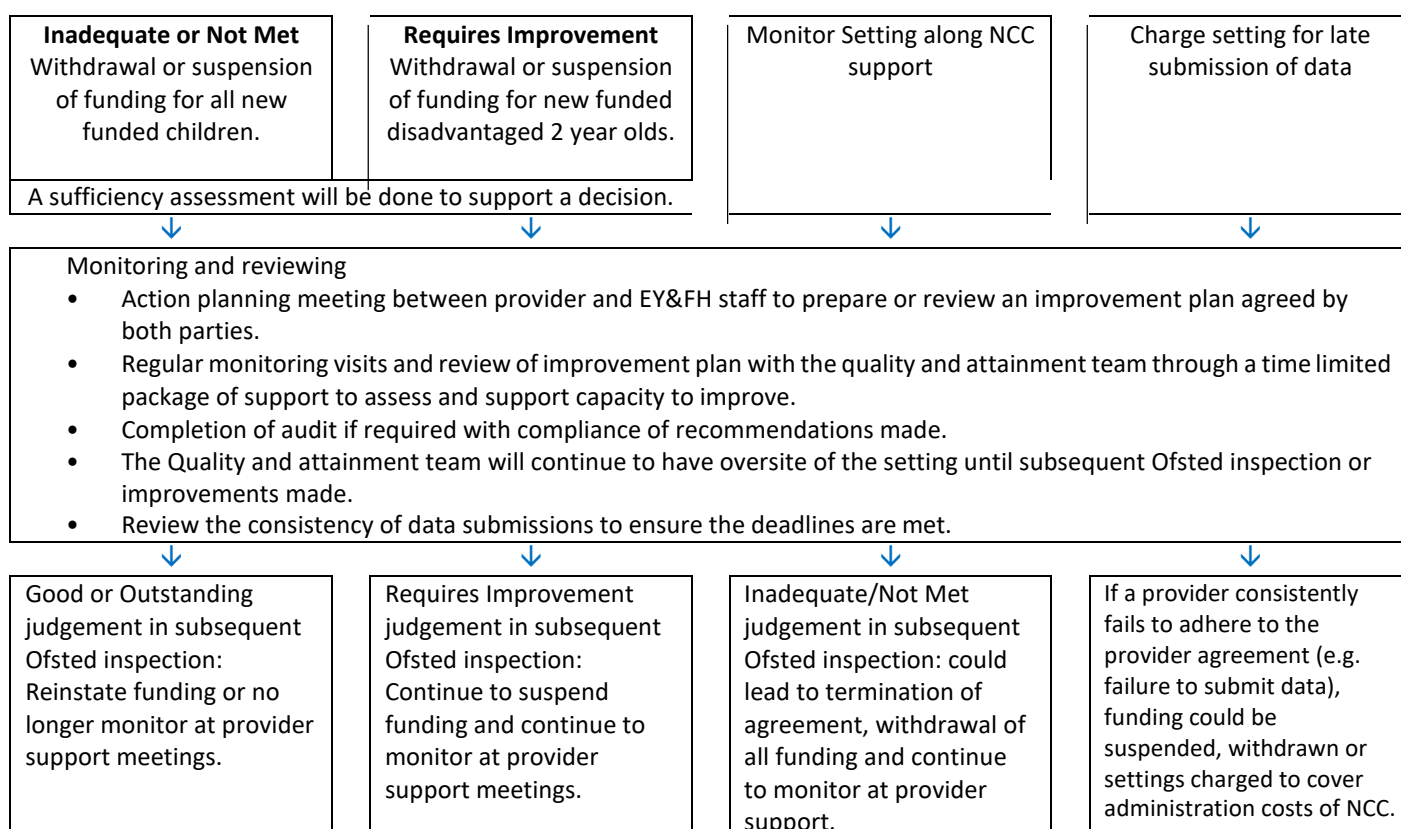 Inadequate or Not Met
Withdrawal or suspension
of funding for all new
funded children.
Requires Improvement
Withdrawal or suspension
of funding for new funded
disadvantaged 2 year olds.
Monitor Setting along NCC
support
Charge setting for late
submission of data
A sufficiency assessment will be done to support a decision.
Monitoring and reviewing
• Action planning meeting between provider and EY&FH staff to prepare or review an improvement plan agreed by
both parties.
• Regular monitoring visits and review of improvement plan with the quality and attainment team through a time limited
package of support to assess and support capacity to improve.
• Completion of audit if required with compliance of recommendations made.
• The Quality and attainment team will continue to have oversite of the setting until subsequent Ofsted inspection or
improvements made.
• Review the consistency of data submissions to ensure the deadlines are met.
Good or Outstanding
judgement in subsequent
Ofsted inspection:
Reinstate funding or no
longer monitor at provider
support meetings.
Requires Improvement
judgement in subsequent
Ofsted inspection:
Continue to suspend
funding and continue to
monitor at provider
support meetings.
Inadequate/Not Met
judgement in subsequent
Ofsted inspection: could
lead to termination of
agreement, withdrawal of
all funding and continue
to monitor at provider
support.
If a provider consistently
fails to adhere to the
provider agreement (e.g.
failure to submit data),
funding could be
suspended, withdrawn or
settings charged to cover
administration costs of NCC.